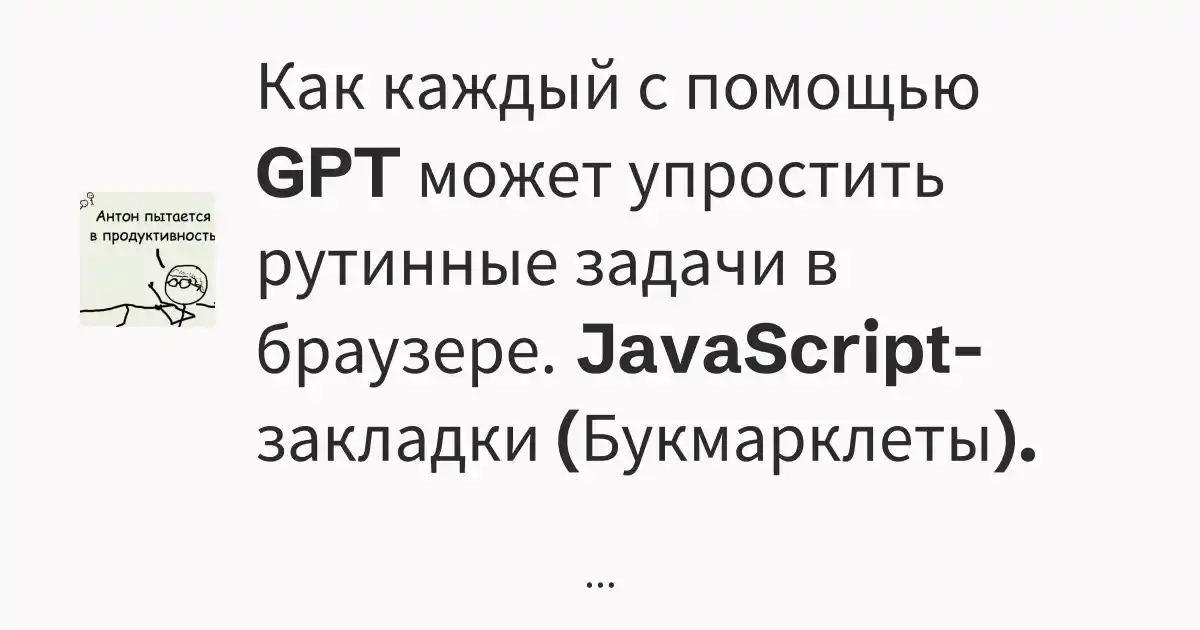 Как каждый с помощью
GPT может упростить
рутинные задачи в
браузере. JavaScript-
закладки (Букмарклеты).
Антон пытается
в продуктивность
...